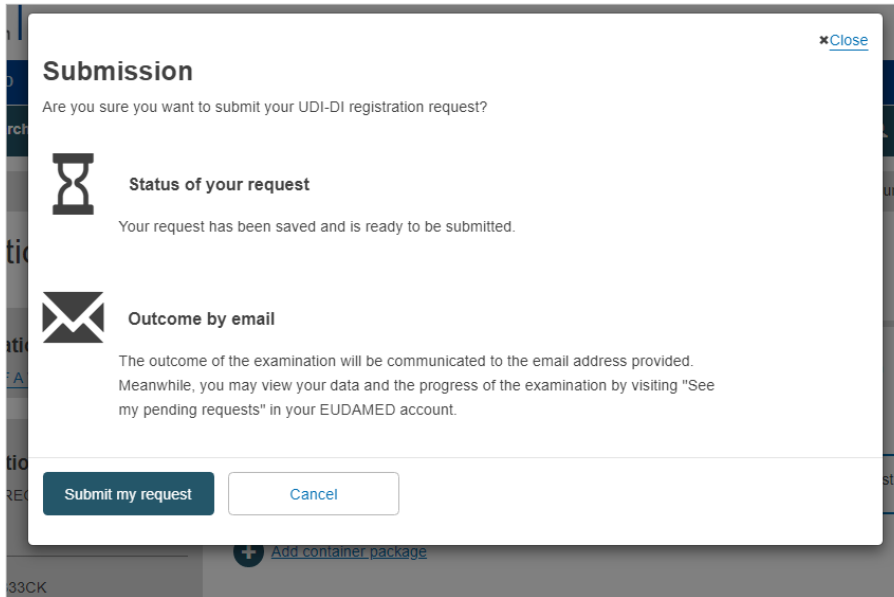 ✖Close
Submission
Are you sure you want to submit your UDI-DI registration request?
Status of your request
Your request has been saved and is ready to be submitted.
Outcome by email
The outcome of the examination will be communicated to the email address provided.
Meanwhile, you may view your data and the progress of the examination by visiting "See
my pending requests" in your EUDAMED account.
Submit my request
Cancel
Add container package
33CK